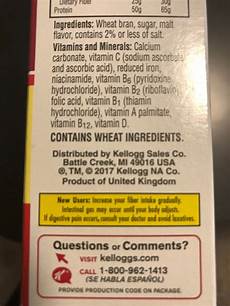 Dietary Fiber 25g 30g
Protein 50g 65g
Ingredients: Wheat bran, sugar, malt
flavor, contains 2% or less of salt.
Vitamins and Minerals: Calcium
carbonate, vitamin C (sodium ascorbate
and ascorbic acid), reduced iron,
niacinamide, vitamin B6 (pyridoxine
hydrochloride), vitamin B2 (riboflavin),
folic acid, vitamin B1 (thiamin
hydrochloride), vitamin A palmitate,
vitamin B12, vitamin D.
CONTAINS WHEAT INGREDIENTS.
Distributed by Kellogg Sales Co.
Battle Creek, MI 49016 USA
®, TM, © 2017 Kellogg NA Co.
Product of United Kingdom
New Users: Increase your fiber intake gradually.
Intestinal gas may occur until your body adjusts.
If digestive pain occurs, consult your doctor and avoid laxatives.
Questions or Comments?
VISIT kelloggs.com
CALL 1-800-962-1413
(SE HABLA ESPAÑOL)
PROVIDE PRODUCTION CODE ON PACKAGE.